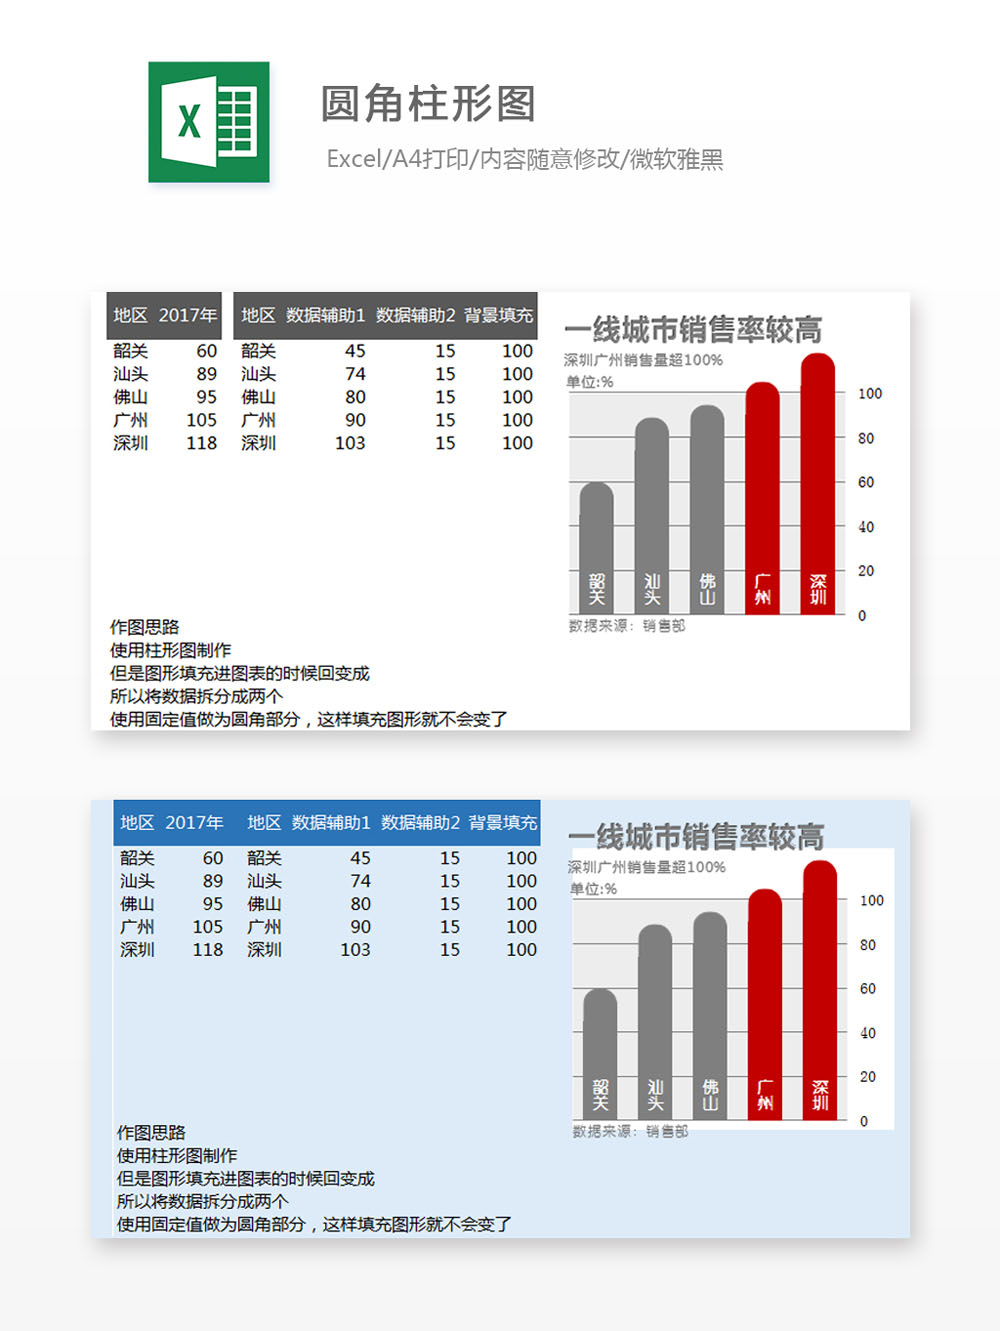 X
圆角柱形图
Excel/A4打印/内容随意修改/微软雅黑
地区 2017年 地区 数据辅助1 数据辅助2 背景填充
韶关 60 韶关 45 15 100
汕头 89 汕头 74 15 100
佛山 95 佛山 80 15 100
广州 105 广州 90 15 100
深圳 118 深圳 103 15 100
作图思路
使用柱形图制作
但是图形填充进图表的时候回变成
所以将数据拆分成两个
使用固定值做为圆角部分，这样填充图形就不会变了
一线城市销售率较高
深圳广州销售量超100%
单位:%
100
80
60
40
20
0
韶关 汕头 佛山 广州 深圳
数据来源：销售部
地区 2017年 地区 数据辅助1 数据辅助2 背景填充
韶关 60 韶关 45 15 100
汕头 89 汕头 74 15 100
佛山 95 佛山 80 15 100
广州 105 广州 90 15 100
深圳 118 深圳 103 15 100
作图思路
使用柱形图制作
但是图形填充进图表的时候回变成
所以将数据拆分成两个
使用固定值做为圆角部分，这样填充图形就不会变了
一线城市销售率较高
深圳广州销售量超100%
单位:%
100
80
60
40
20
0
韶关 汕头 佛山 广州 深圳
数据来源：销售部